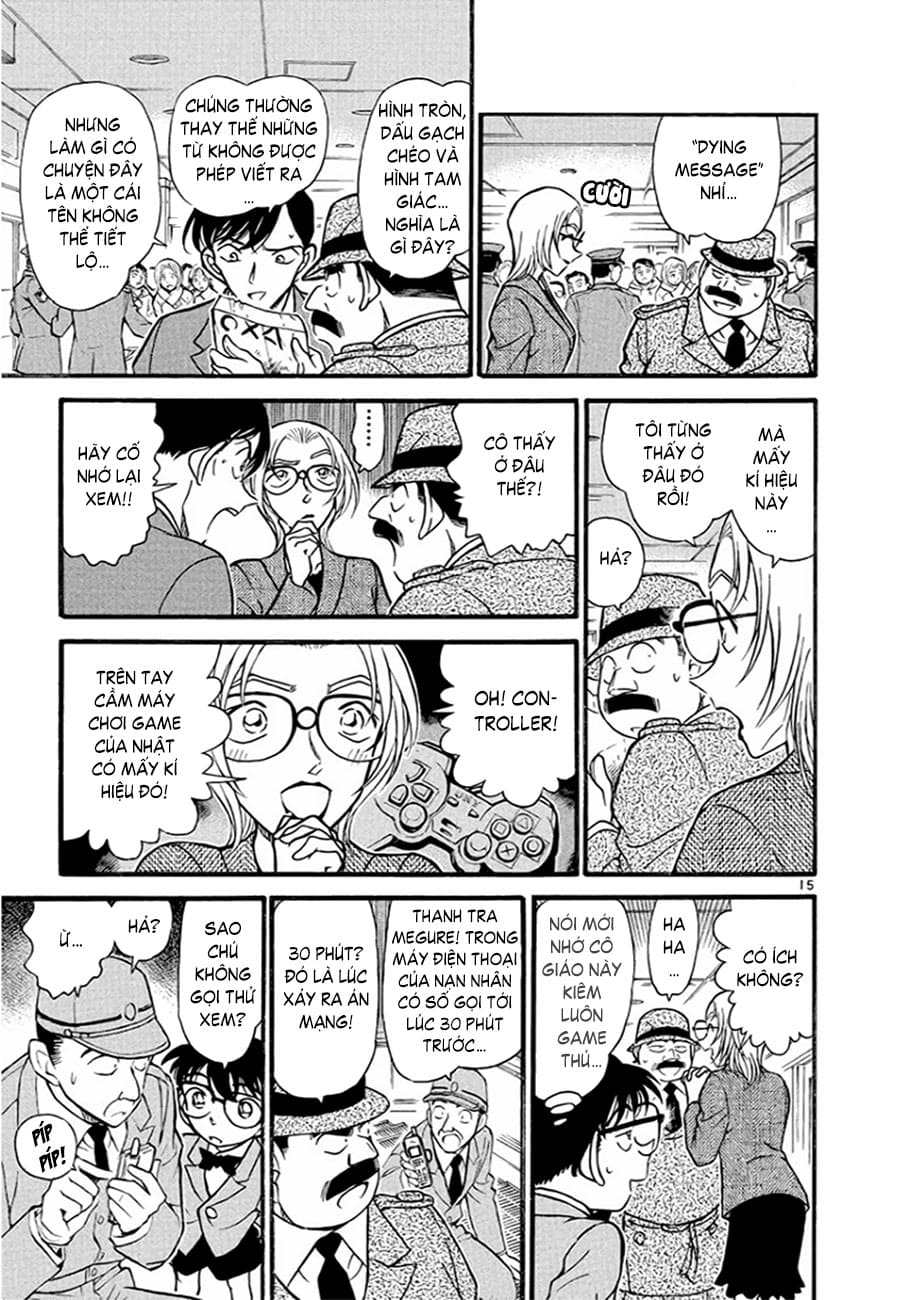 "DYING
MESSAGE"
NHỈ...
CƯỜI
HÌNH TRÒN,
DẤU GẠCH
CHÉO VÀ
HÌNH TAM
GIÁC...
NGHĨA LÀ
GÌ ĐÂY?
CHÚNG THƯỜNG
THAY THẾ NHỮNG
TỪ KHÔNG ĐƯỢC
PHÉP VIẾT RA
...
NHƯNG
LÀM GÌ CÓ
CHUYỆN ĐÂY
LÀ MỘT CÁI
TÊN KHÔNG
THỂ TIẾT
LỘ...
MÀ
MẤY
KÍ HIỆU
NÀY
...
TÔI TỪNG
THẤY Ở
ĐÂU ĐÓ
RỒI!
HẢ?
CÔ THẤY
Ở ĐÂU
THẾ?!
......
HÃY CỐ
NHỚ LẠI
XEM!!
OH! CON-
TROLLER!
TRÊN TAY
CẦM MÁY
CHƠI GAME
CỦA NHẬT
CÓ MẤY KÍ
HIỆU ĐÓ!
15
CÓ ÍCH
KHÔNG?
HA
HA
...
NÓI MỚI
NHỚ CÔ
GIÁO NÀY
KIÊM
LUÔN
GAME
THỦ...
THANH TRA
MEGURE! TRONG
MÁY ĐIỆN THOẠI
CỦA NẠN NHÂN
CÓ SỐ GỌI TỚI
LÚC 30 PHÚT
TRƯỚC...
30 PHÚT?
ĐÓ LÀ LÚC
XẢY RA ÁN
MẠNG!
SAO
CHÚ
KHÔNG
GỌI THỬ
XEM?
HẢ?
Ừ...
PÍP
PÍP!